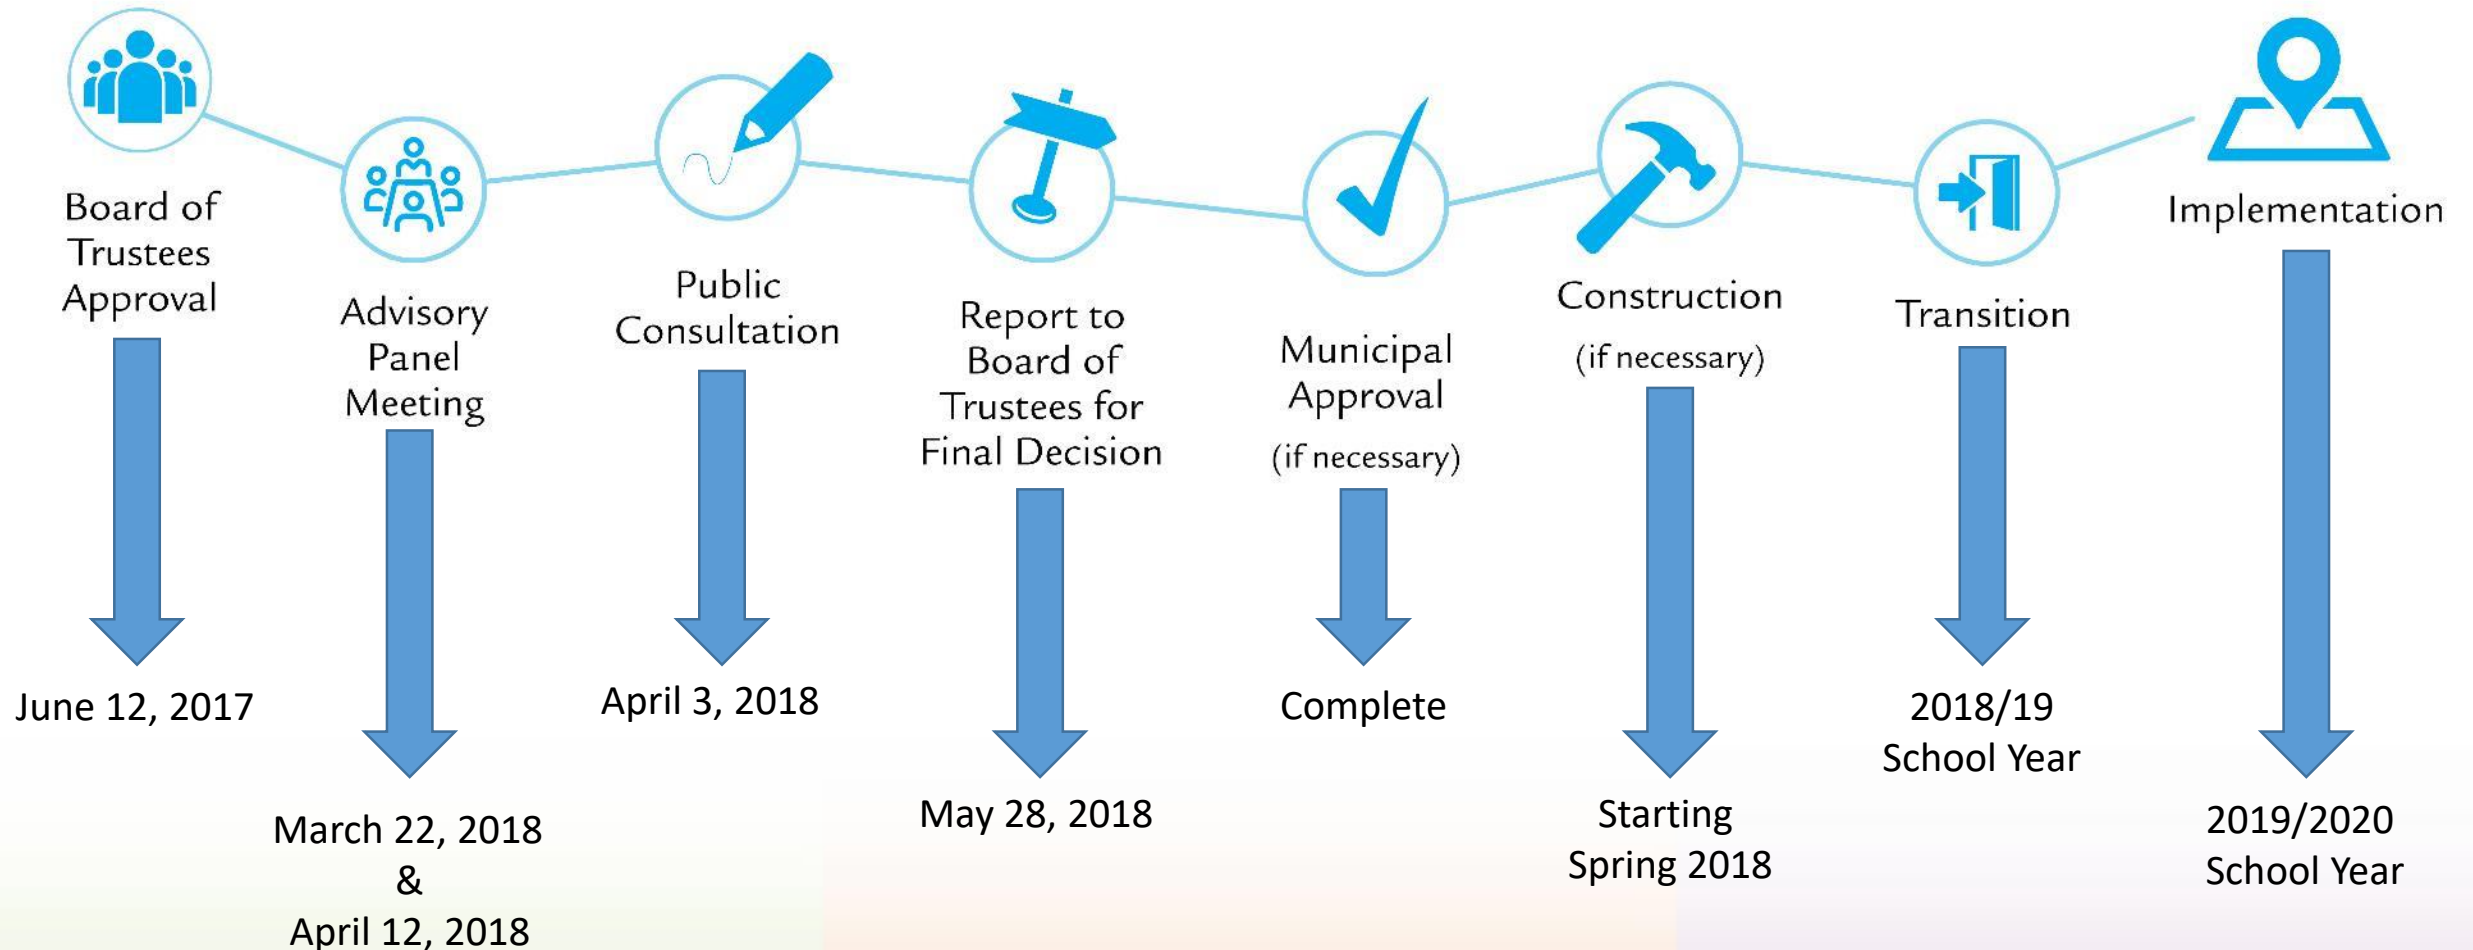 Board of
Trustees
Approval
June 12, 2017
Advisory
Panel
Meeting
March 22, 2018
&
April 12, 2018
Public
Consultation
April 3, 2018
Report to
Board of
Trustees for
Final Decision
May 28, 2018
Municipal
Approval
(if necessary)
Complete
Construction
(if necessary)
Starting
Spring 2018
Transition
2018/19
School Year
Implementation
2019/2020
School Year